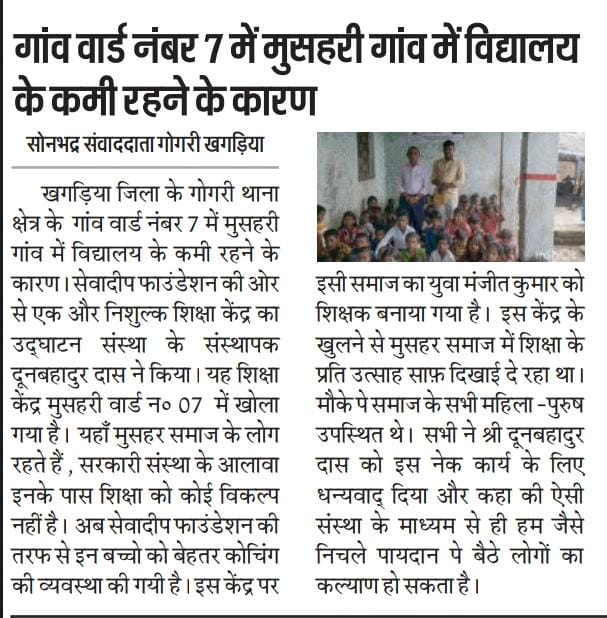 गांव वार्ड नंबर 7 में मुसहरी गांव में विद्यालय
के कमी रहने के कारण
सोनभद्र संवाददाता गोगरी खगड़िया
खगड़िया जिला के गोगरी थाना
क्षेत्र के गांव वार्ड नंबर 7 में मुसहरी
गांव में विद्यालय के कमी रहने के
कारण। सेवादीप फाउंडेशन की ओर
से एक और निशुल्क शिक्षा केंद्र का
उद्घाटन संस्था के संस्थापक
दूनबहादुर दास ने किया। यह शिक्षा
केंद्र मुसहरी वार्ड न० 07 में खोला
गया है। यहाँ मुसहर समाज के लोग
रहते हैं , सरकारी संस्था के आलावा
इनके पास शिक्षा को कोई विकल्प
नहीं है। अब सेवादीप फाउंडेशन की
तरफ से इन बच्चो को बेहतर कोचिंग
की व्यवस्था की गयी है। इस केंद्र पर
इसी समाज का युवा मंजीत कुमार को
शिक्षक बनाया गया है। इस केंद्र के
खुलने से मुसहर समाज में शिक्षा के
प्रति उत्साह साफ़ दिखाई दे रहा था।
मौके पे समाज के सभी महिला -पुरुष
उपस्थित थे। सभी ने श्री दूनबहादुर
दास को इस नेक कार्य के लिए
धन्यवाद् दिया और कहा की ऐसी
संस्था के माध्यम से ही हम जैसे
निचले पायदान पे बैठे लोगों का
कल्याण हो सकता है।